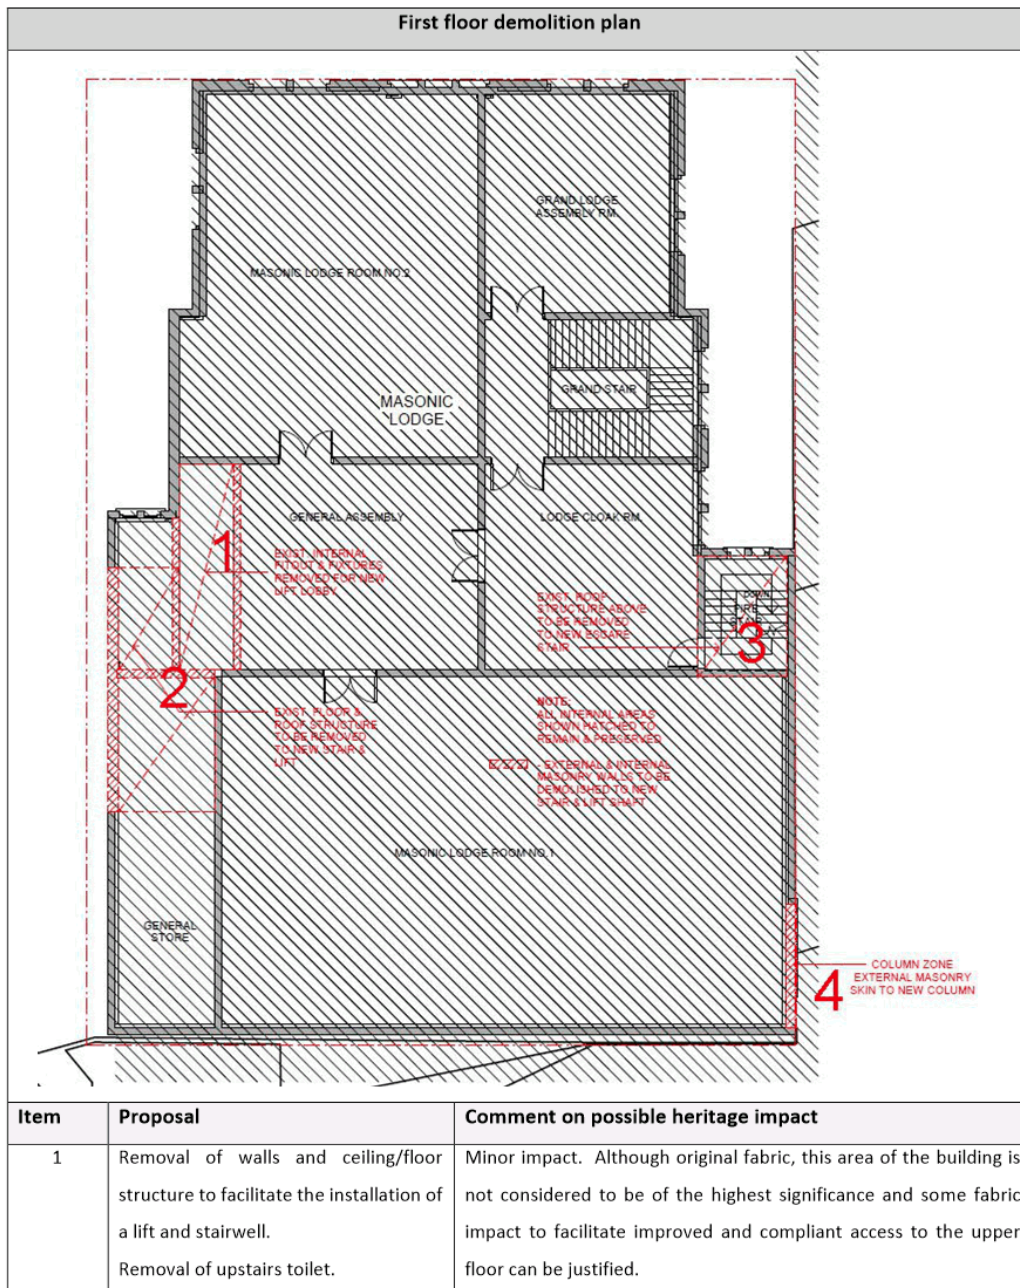 First floor demolition plan
GRAND LODGE
ASSEMBLY RM.
MASONIC LODGE ROOM NO.2
GRAND STAIR
MASONIC
LODGE
GENERAL ASSEMBLY
LODGE CLOAK RM.
1
EXIST. INTERNAL
FITOUT & FIXTURES
REMOVED FOR NEW
LIFT LOBBY
EXIST. ROOF
STRUCTURE ABOVE
TO BE REMOVED
TO NEW ESCAPE
STAIR
DOWN
FIRE
STAIR
3
2
EXIST. FLOOR &
ROOF STRUCTURE
TO BE REMOVED
TO NEW STAIR &
LIFT
NOTE:
ALL INTERNAL AREAS
SHOWN HATCHED TO
REMAIN & PRESERVED
- EXTERNAL & INTERNAL
MASONRY WALLS TO BE
DEMOLISHED TO NEW
STAIR & LIFT SHAFT
MASONIC LODGE ROOM NO.1
GENERAL
STORE
4
COLUMN ZONE
EXTERNAL MASONRY
SKIN TO NEW COLUMN
Item Proposal Comment on possible heritage impact
1 Removal of walls and ceiling/floor
structure to facilitate the installation of
a lift and stairwell.
Removal of upstairs toilet.
Minor impact. Although original fabric, this area of the building is
not considered to be of the highest significance and some fabric
impact to facilitate improved and compliant access to the upper
floor can be justified.